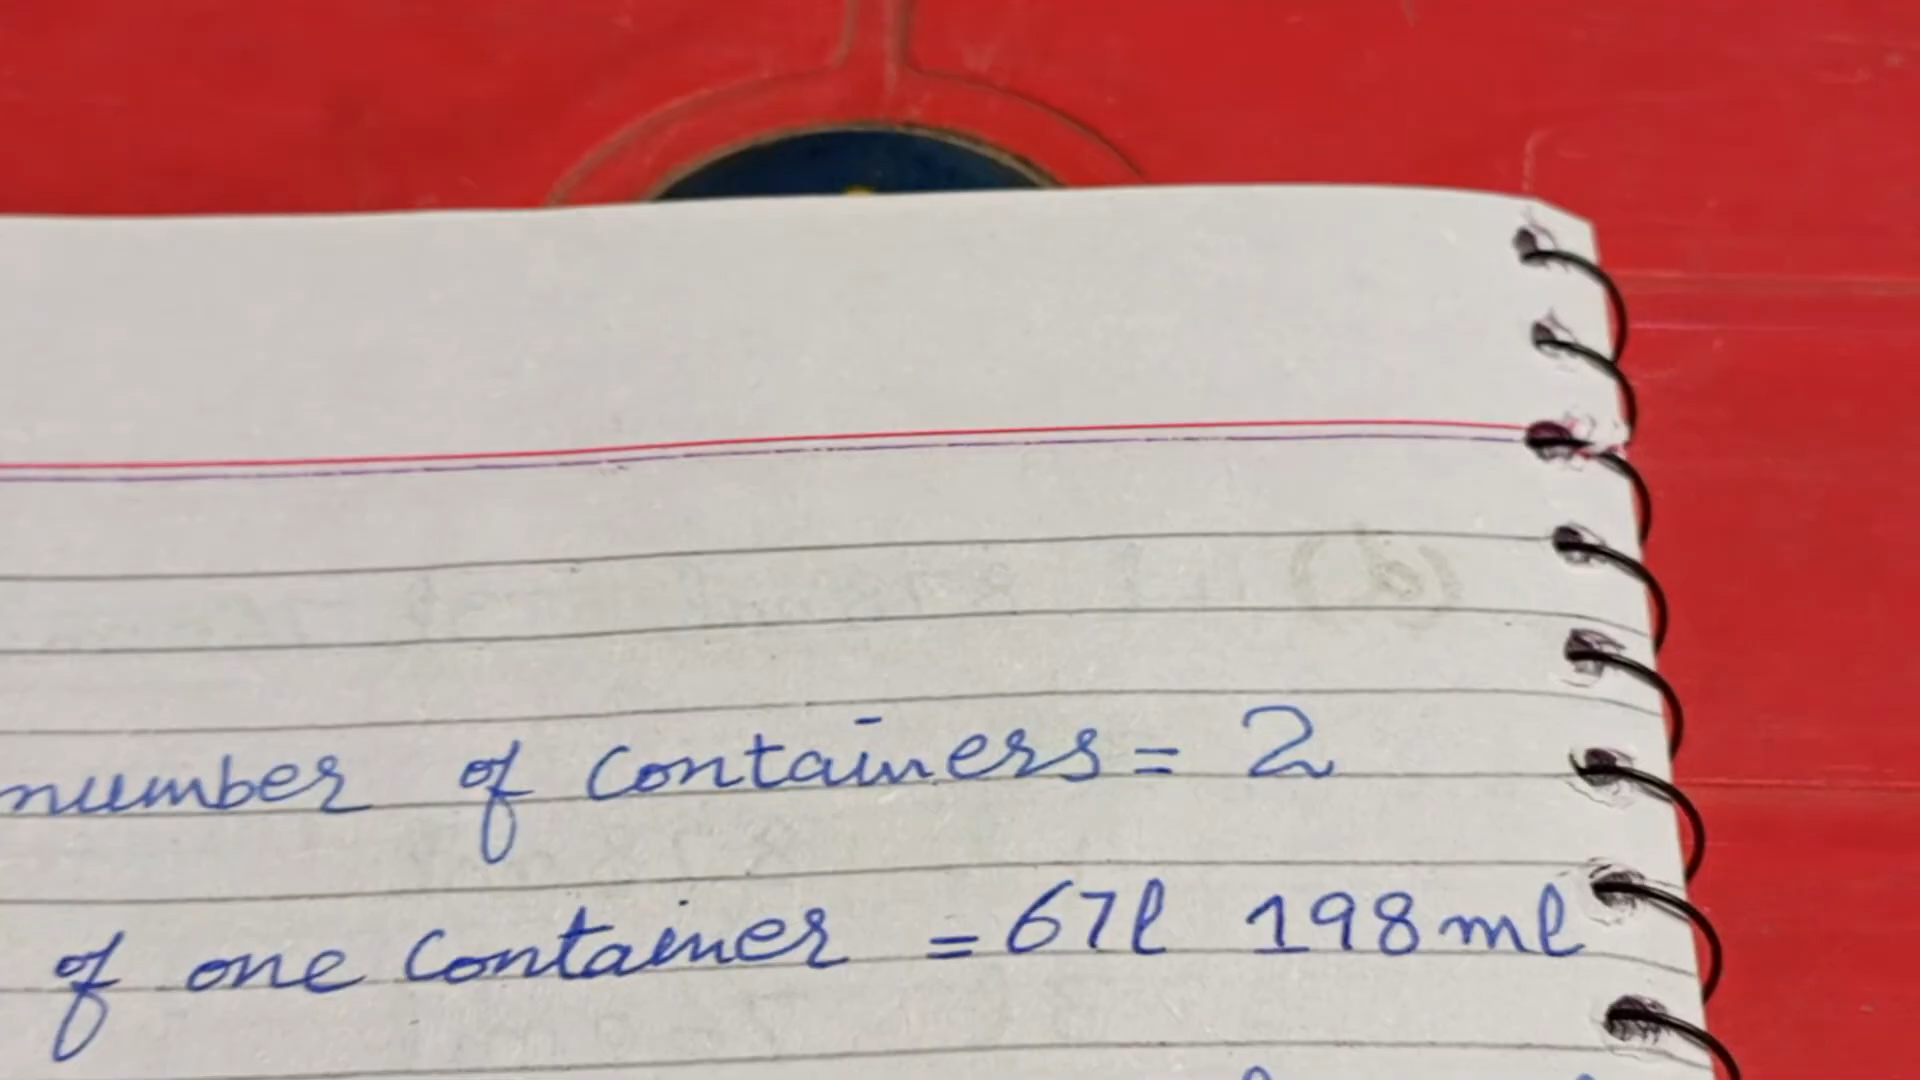 number of containers = 2
of one container = 67l 198ml